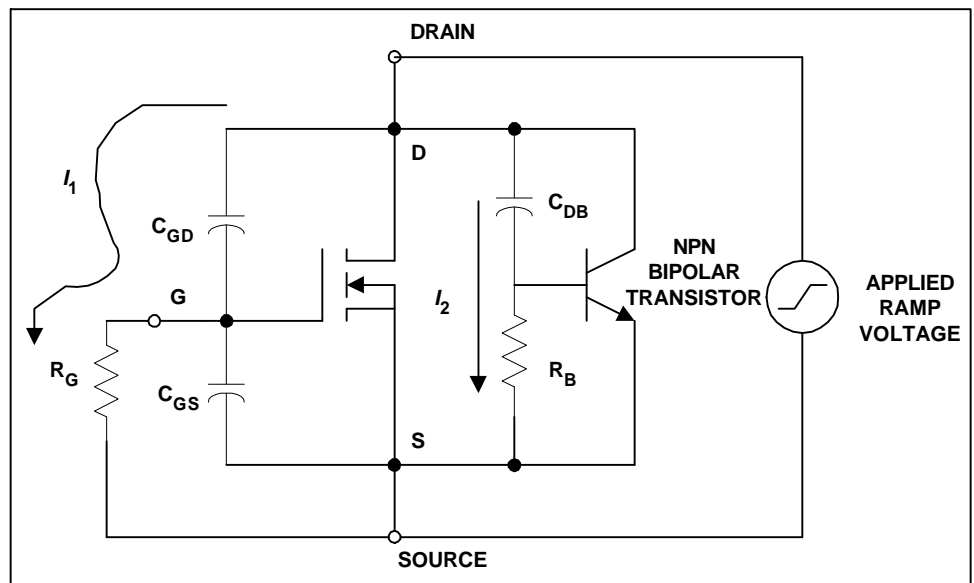 DRAIN
D
I1
CGD
CDB
NPN
BIPOLAR
TRANSISTOR
APPLIED
RAMP
VOLTAGE
G
I2
RG
CGS
RB
S
SOURCE